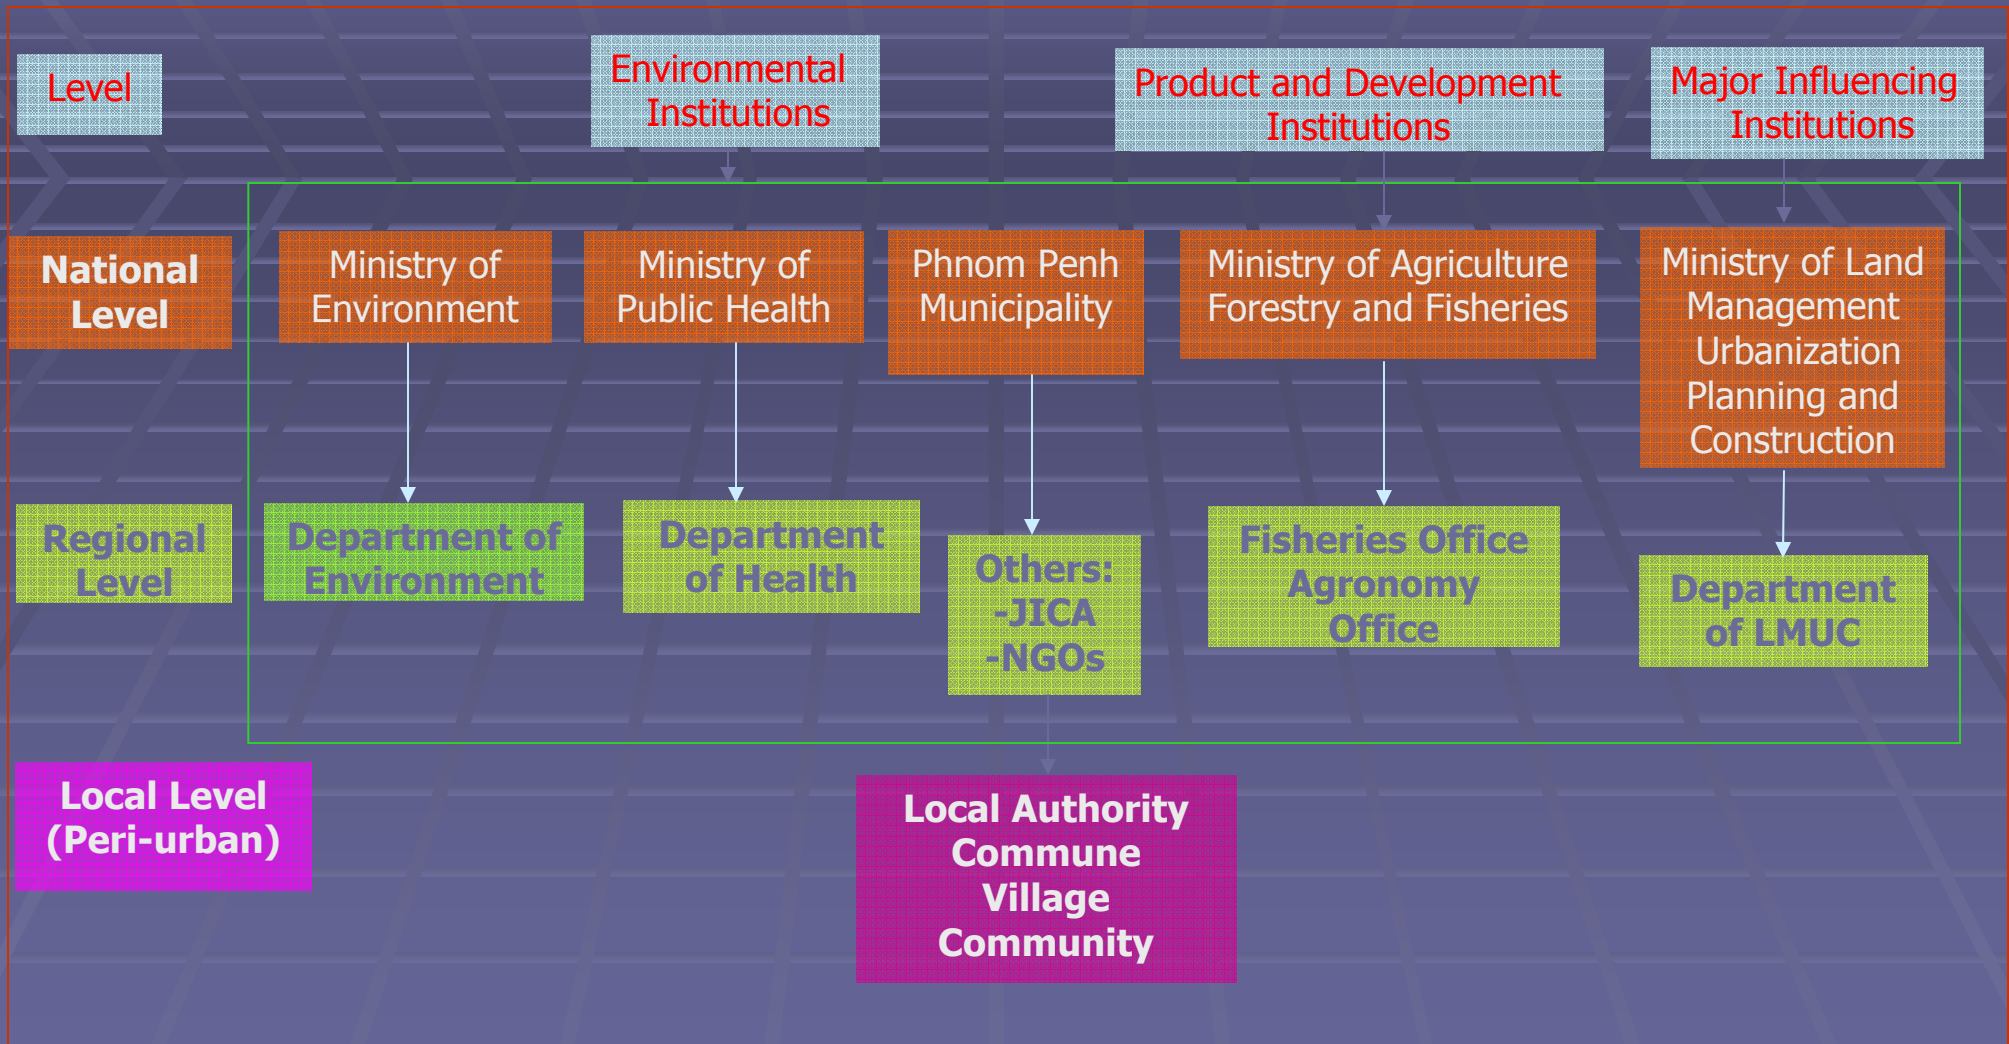 Level
Environmental
Institutions
Product and Development
Institutions
Major Influencing
Institutions
National
Level
Ministry of
Environment
Ministry of
Public Health
Phnom Penh
Municipality
Ministry of Agriculture
Forestry and Fisheries
Ministry of Land
Management
Urbanization
Planning and
Construction
Regional
Level
Department of
Environment
Department
of Health
Others:
-JICA
-NGOs
Fisheries Office
Agronomy
Office
Department
of LMUC
Local Level
(Peri-urban)
Local Authority
Commune
Village
Community